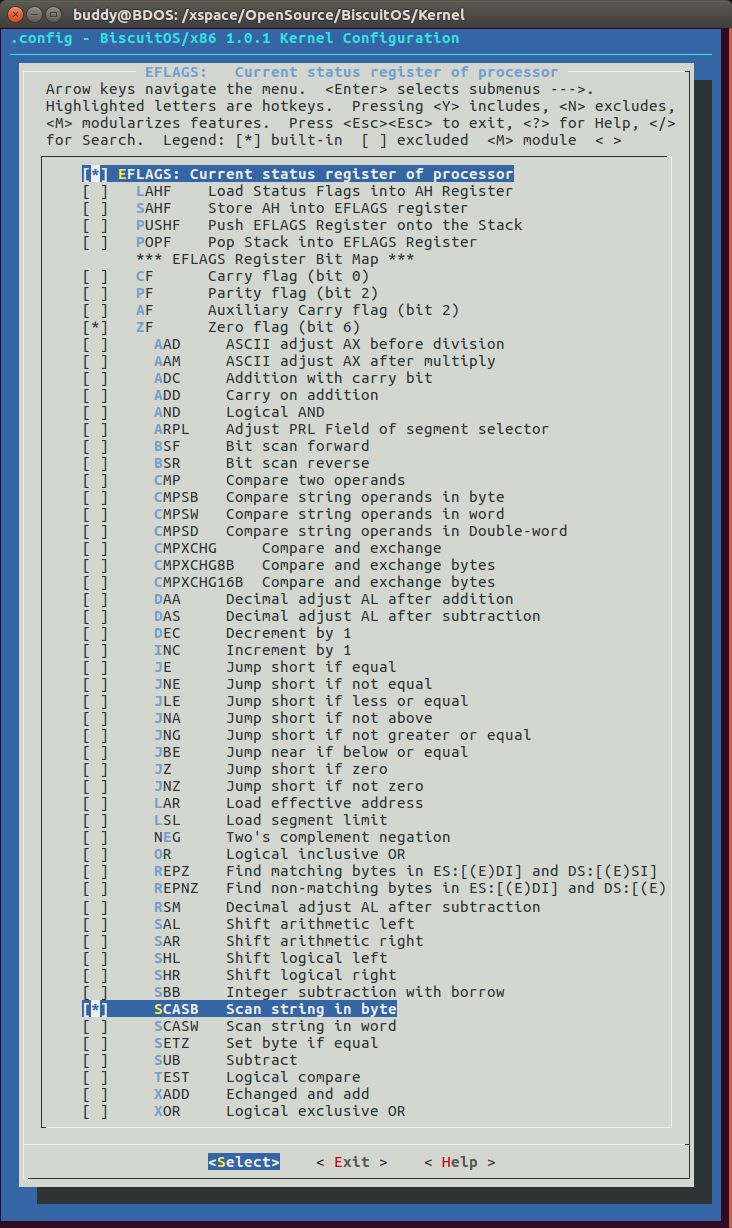 buddy@BDOS: /xspace/OpenSource/BiscuitOS/Kernel
.config - BiscuitOS/x86 1.0.1 Kernel Configuration
EFLAGS:   Current status register of processor
Arrow keys navigate the menu.  <Enter> selects submenus --->.
Highlighted letters are hotkeys.  Pressing <Y> includes, <N> excludes,
<M> modularizes features.  Press <Esc><Esc> to exit, <?> for Help, </>
for Search.  Legend: [*] built-in  [ ] excluded  <M> module  < >
[*] EFLAGS: Current status register of processor
[ ]   LAHF    Load Status Flags into AH Register
[ ]   SAHF    Store AH into EFLAGS register
[ ]   PUSHF   Push EFLAGS Register onto the Stack
[ ]   POPF    Pop Stack into EFLAGS Register
*** EFLAGS Register Bit Map ***
[ ]   CF      Carry flag (bit 0)
[ ]   PF      Parity flag (bit 2)
[ ]   AF      Auxiliary Carry flag (bit 2)
[*]   ZF      Zero flag (bit 6)
[ ]     AAD     ASCII adjust AX before division
[ ]     AAM     ASCII adjust AX after multiply
[ ]     ADC     Addition with carry bit
[ ]     ADD     Carry on addition
[ ]     AND     Logical AND
[ ]     ARPL    Adjust PRL Field of segment selector
[ ]     BSF     Bit scan forward
[ ]     BSR     Bit scan reverse
[ ]     CMP     Compare two operands
[ ]     CMPSB   Compare string operands in byte
[ ]     CMPSW   Compare string operands in word
[ ]     CMPSD   Compare string operands in Double-word
[ ]     CMPXCHG     Compare and exchange
[ ]     CMPXCHG8B   Compare and exchange bytes
[ ]     CMPXCHG16B  Compare and exchange bytes
[ ]     DAA     Decimal adjust AL after addition
[ ]     DAS     Decimal adjust AL after subtraction
[ ]     DEC     Decrement by 1
[ ]     INC     Increment by 1
[ ]     JE      Jump short if equal
[ ]     JNE     Jump short if not equal
[ ]     JLE     Jump short if less or equal
[ ]     JNA     Jump short if not above
[ ]     JNG     Jump short if not greater or equal
[ ]     JBE     Jump near if below or equal
[ ]     JZ      Jump short if zero
[ ]     JNZ     Jump short if not zero
[ ]     LAR     Load effective address
[ ]     LSL     Load segment limit
[ ]     NEG     Two's complement negation
[ ]     OR      Logical inclusive OR
[ ]     REPZ    Find matching bytes in ES:[(E)DI] and DS:[(E)SI]
[ ]     REPNZ   Find non-matching bytes in ES:[(E)DI] and DS:[(E)
[ ]     RSM     Decimal adjust AL after subtraction
[ ]     SAL     Shift arithmetic left
[ ]     SAR     Shift arithmetic right
[ ]     SHL     Shift logical left
[ ]     SHR     Shift logical right
[ ]     SBB     Integer subtraction with borrow
[*]     SCASB   Scan string in byte
[ ]     SCASW   Scan string in word
[ ]     SETZ    Set byte if equal
[ ]     SUB     Subtract
[ ]     TEST    Logical compare
[ ]     XADD    Echanged and add
[ ]     XOR     Logical exclusive OR
<Select>    < Exit >    < Help >